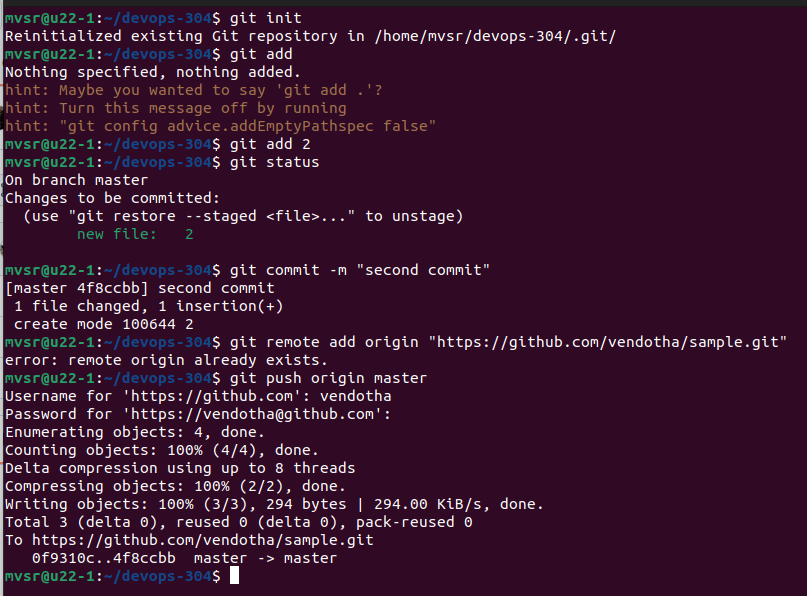 mvsr@u22-1:~/devops-304$ git init
Reinitialized existing Git repository in /home/mvsr/devops-304/.git/
mvsr@u22-1:~/devops-304$ git add
Nothing specified, nothing added.
hint: Maybe you wanted to say 'git add .'?
hint: Turn this message off by running
hint: "git config advice.addEmptyPathspec false"
mvsr@u22-1:~/devops-304$ git add 2
mvsr@u22-1:~/devops-304$ git status
On branch master
Changes to be committed:
  (use "git restore --staged <file>..." to unstage)
        new file:   2

mvsr@u22-1:~/devops-304$ git commit -m "second commit"
[master 4f8ccbb] second commit
 1 file changed, 1 insertion(+)
 create mode 100644 2
mvsr@u22-1:~/devops-304$ git remote add origin "https://github.com/vendotha/sample.git"
error: remote origin already exists.
mvsr@u22-1:~/devops-304$ git push origin master
Username for 'https://github.com': vendotha
Password for 'https://vendotha@github.com':
Enumerating objects: 4, done.
Counting objects: 100% (4/4), done.
Delta compression using up to 8 threads
Compressing objects: 100% (2/2), done.
Writing objects: 100% (3/3), 294 bytes | 294.00 KiB/s, done.
Total 3 (delta 0), reused 0 (delta 0), pack-reused 0
To https://github.com/vendotha/sample.git
   0f9310c..4f8ccbb  master -> master
mvsr@u22-1:~/devops-304$